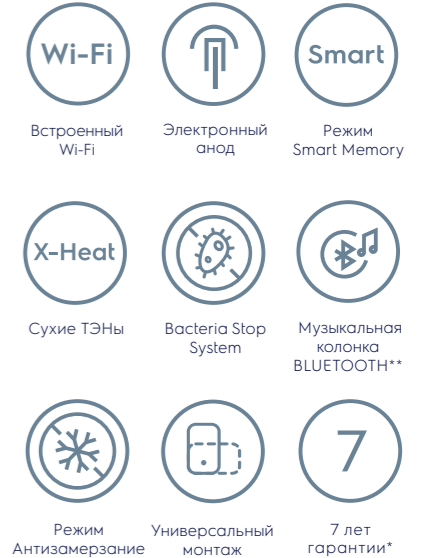 Wi-Fi
Smart
Встроенный
Wi-Fi
Электронный
анод
Режим
Smart Memory
X-Heat
Сухие ТЭНы
Bacteria Stop
System
Музыкальная
колонка
BLUETOOTH**
7
Режим
Антизамерзание
Универсальный
монтаж
7 лет
гарантии*